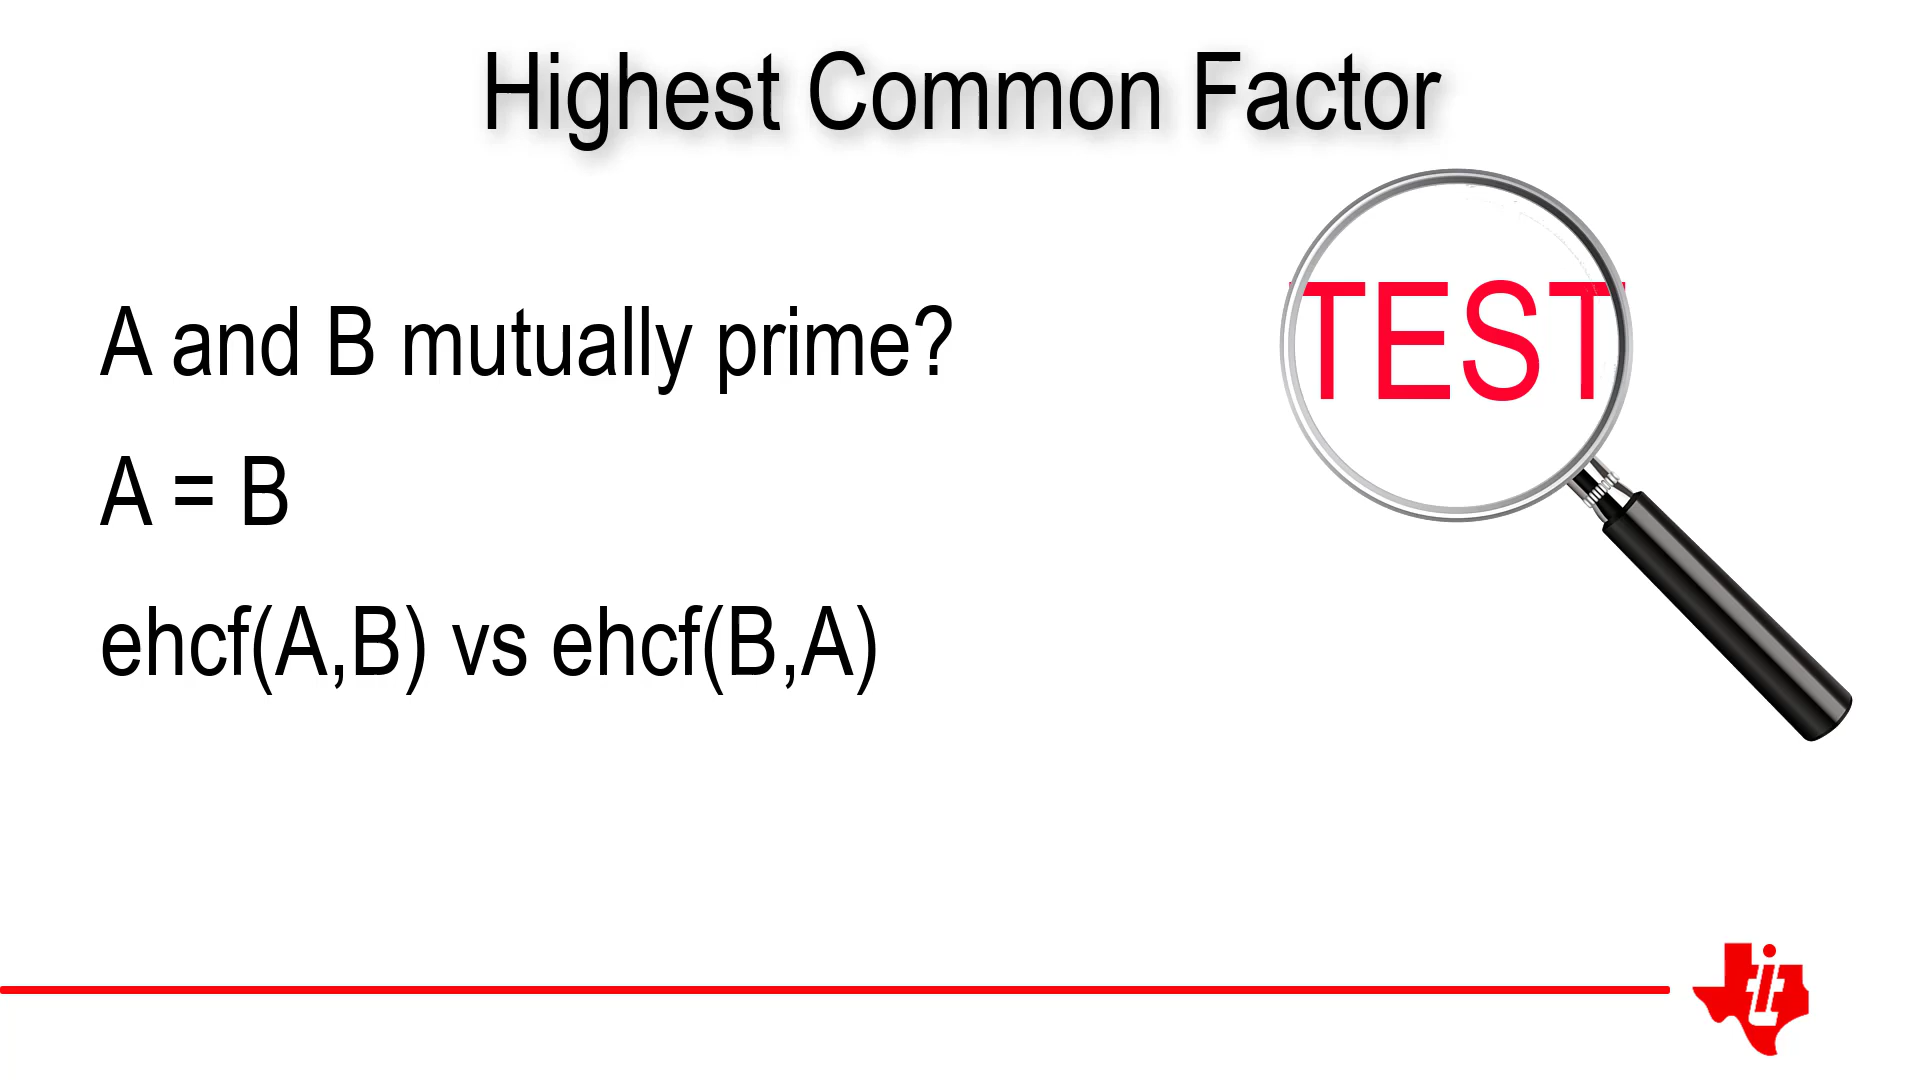 Highest Common Factor
TEST
A and B mutually prime?
A = B
ehcf(A,B) vs ehcf(B,A)